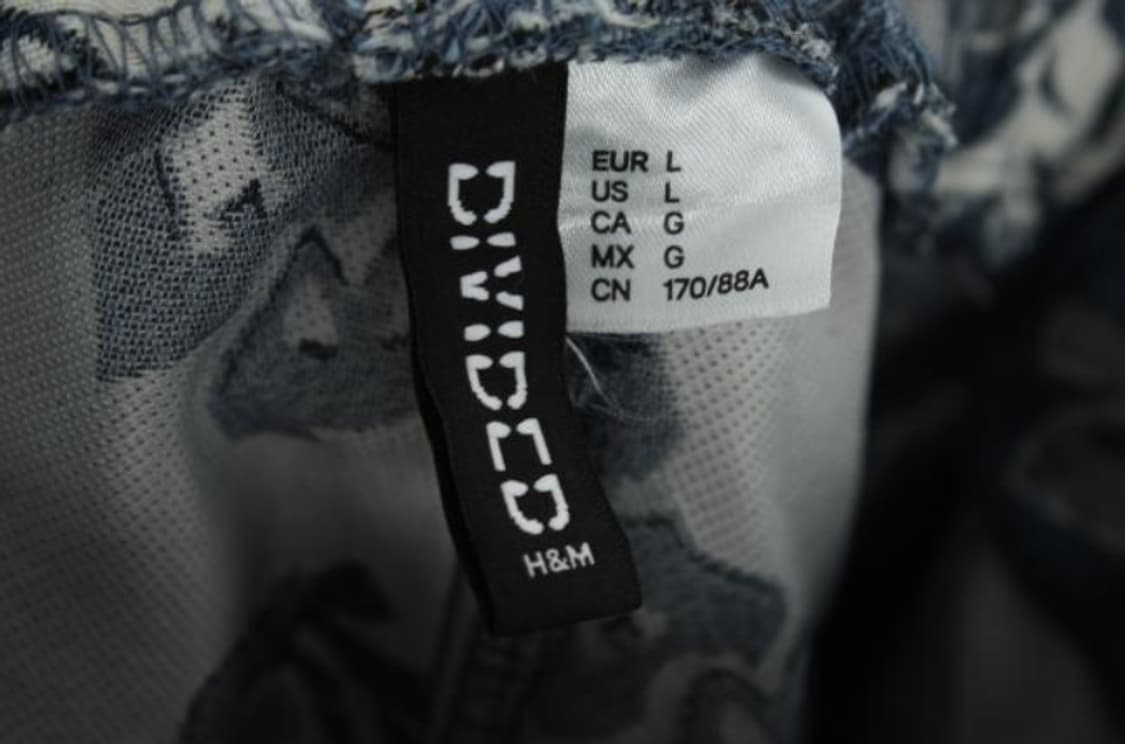 DIVIDED
H&M
EUR L
US L
CA G
MX G
CN 170/88A